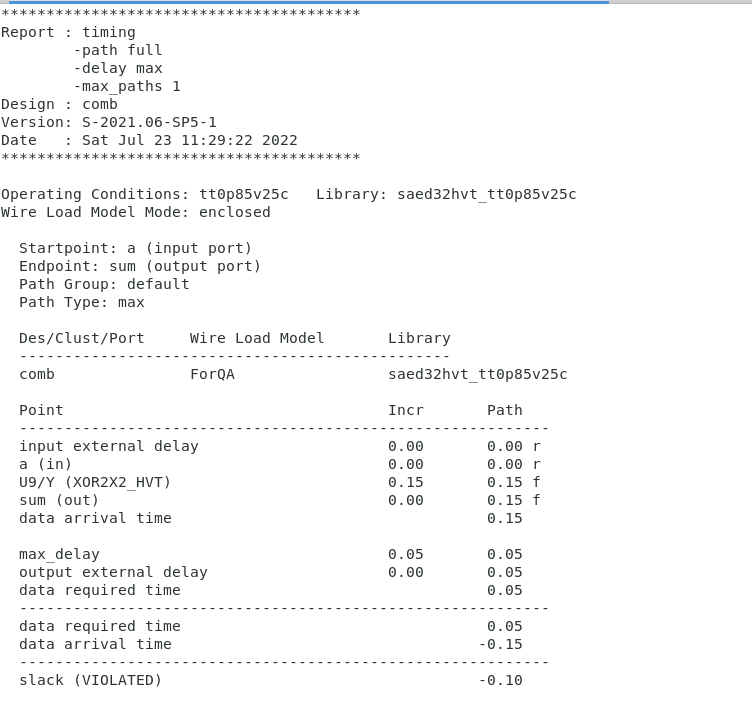 ****************************************
Report : timing
        -path full
        -delay max
        -max_paths 1
Design : comb
Version: S-2021.06-SP5-1
Date   : Sat Jul 23 11:29:22 2022
****************************************

Operating Conditions: tt0p85v25c   Library: saed32hvt_tt0p85v25c
Wire Load Model Mode: enclosed

  Startpoint: a (input port)
  Endpoint: sum (output port)
  Path Group: default
  Path Type: max

  Des/Clust/Port     Wire Load Model       Library
  ------------------------------------------------
  comb               ForQA                 saed32hvt_tt0p85v25c

  Point                                    Incr       Path
  -----------------------------------------------------------
  input external delay                     0.00       0.00 r
  a (in)                                   0.00       0.00 r
  U9/Y (XOR2X2_HVT)                        0.15       0.15 f
  sum (out)                                0.00       0.15 f
  data arrival time                                   0.15

  max_delay                                0.05       0.05
  output external delay                    0.00       0.05
  data required time                                  0.05
  -----------------------------------------------------------
  data required time                                  0.05
  data arrival time                                  -0.15
  -----------------------------------------------------------
  slack (VIOLATED)                                   -0.10